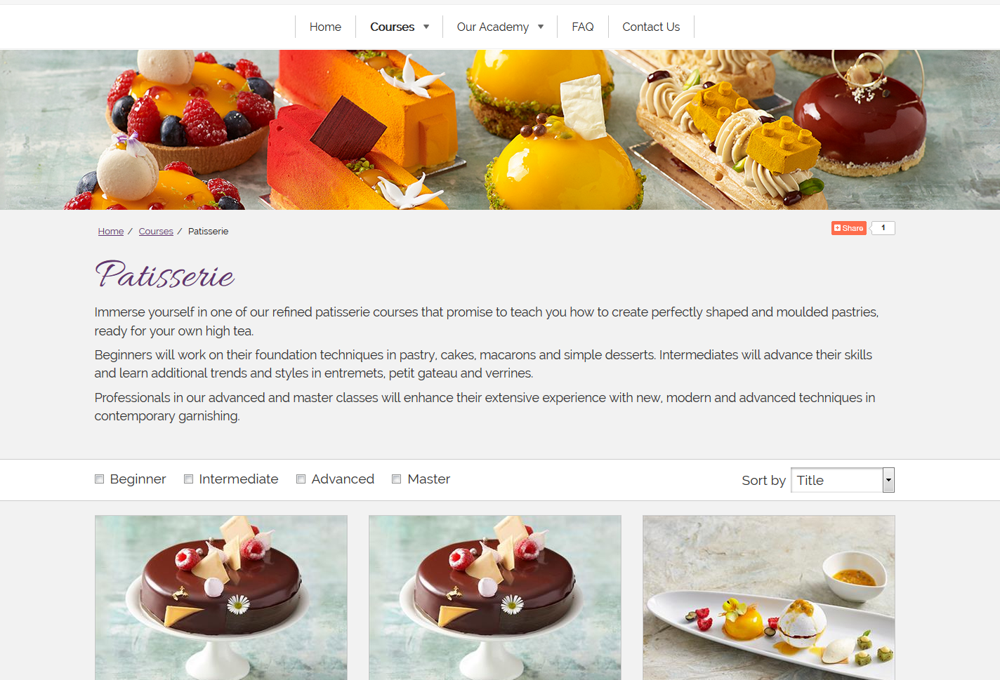 Home
Courses
Our Academy
FAQ
Contact Us
Home / Courses / Patisserie
Share
1
Patisserie
Immerse yourself in one of our refined patisserie courses that promise to teach you how to create perfectly shaped and moulded pastries,
ready for your own high tea.
Beginners will work on their foundation techniques in pastry, cakes, macarons and simple desserts. Intermediates will advance their skills
and learn additional trends and styles in entremets, petit gateau and verrines.
Professionals in our advanced and master classes will enhance their extensive experience with new, modern and advanced techniques in
contemporary garnishing.
Beginner
Intermediate
Advanced
Master
Sort by
Title